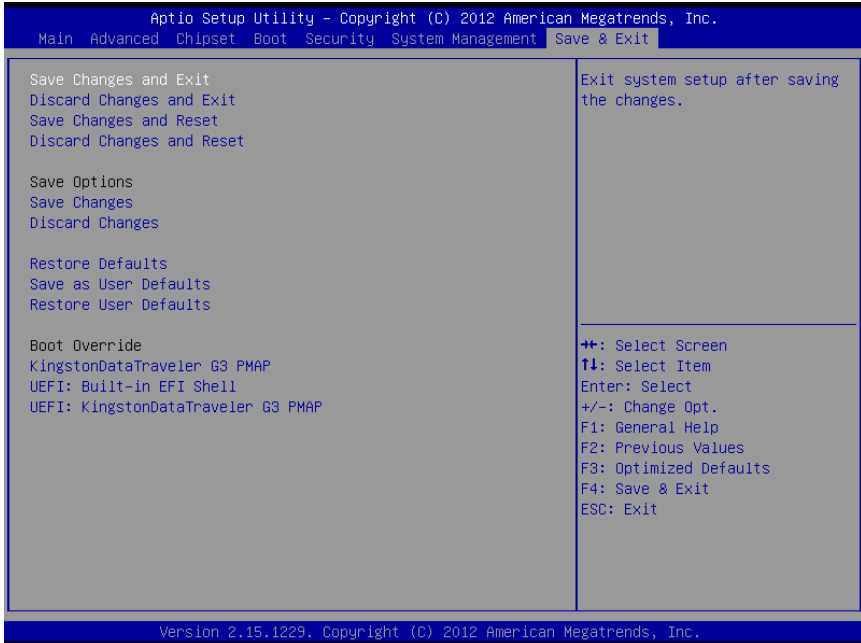 Aptio Setup Utility – Copyright (C) 2012 American Megatrends, Inc.
Main Advanced Chipset Boot Security System Management Save & Exit
Save Changes and Exit
Discard Changes and Exit
Save Changes and Reset
Discard Changes and Reset
Save Options
Save Changes
Discard Changes
Restore Defaults
Save as User Defaults
Restore User Defaults
Boot Override
KingstonDataTraveler G3 PMAP
UEFI: Built-in EFI Shell
UEFI: KingstonDataTraveler G3 PMAP
Exit system setup after saving
the changes.
→←: Select Screen
↑↓: Select Item
Enter: Select
+/-: Change Opt.
F1: General Help
F2: Previous Values
F3: Optimized Defaults
F4: Save & Exit
ESC: Exit
Version 2.15.1229. Copyright (C) 2012 American Megatrends, Inc.